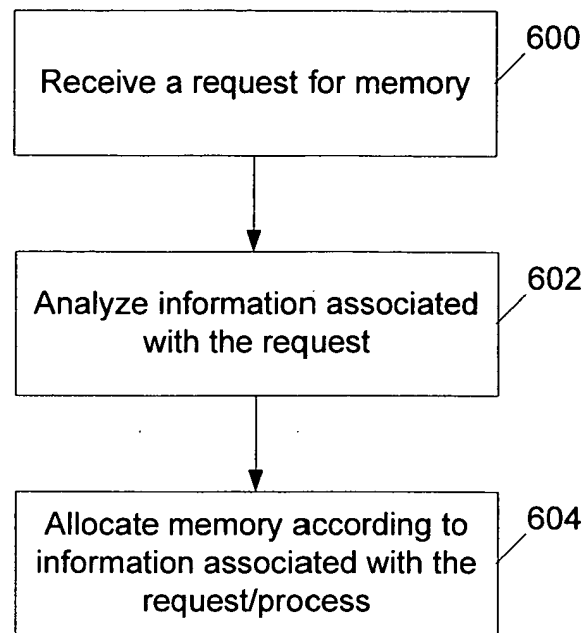 600
Receive a request for memory
602
Analyze information associated
with the request
604
Allocate memory according to
information associated with the
request/process